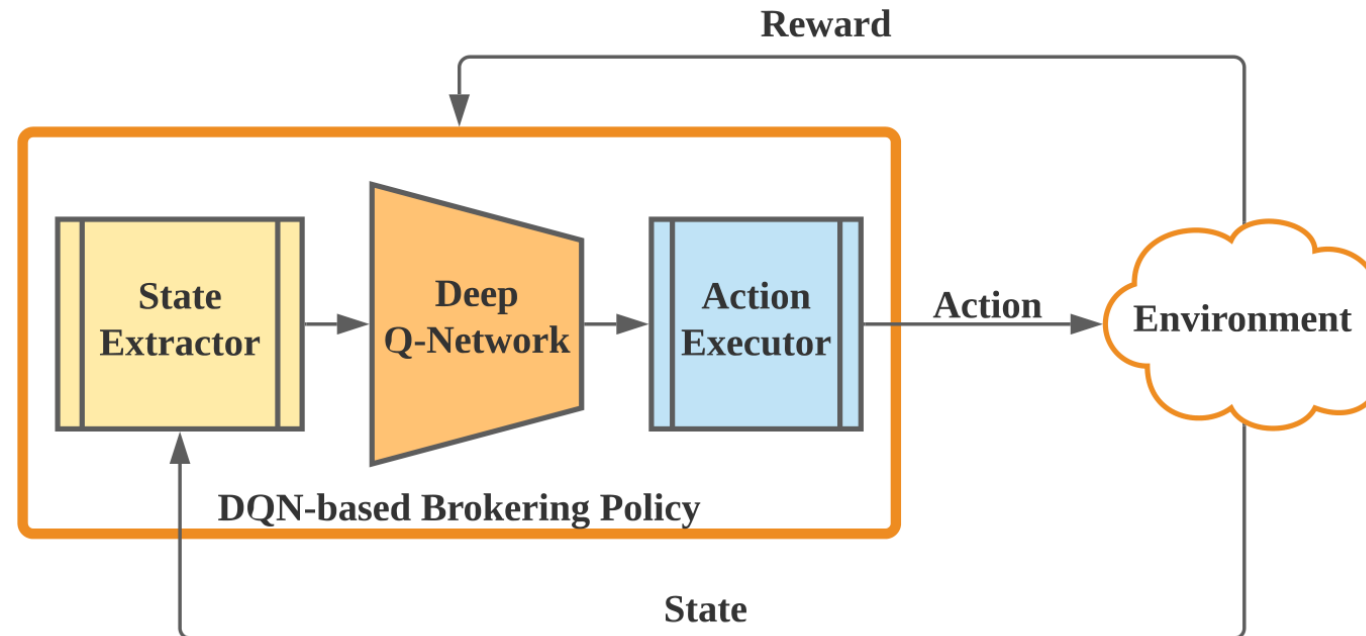 Reward
State
Extractor
Deep
Q-Network
Action
Executor
Action
Environment
DQN-based Brokering Policy
State